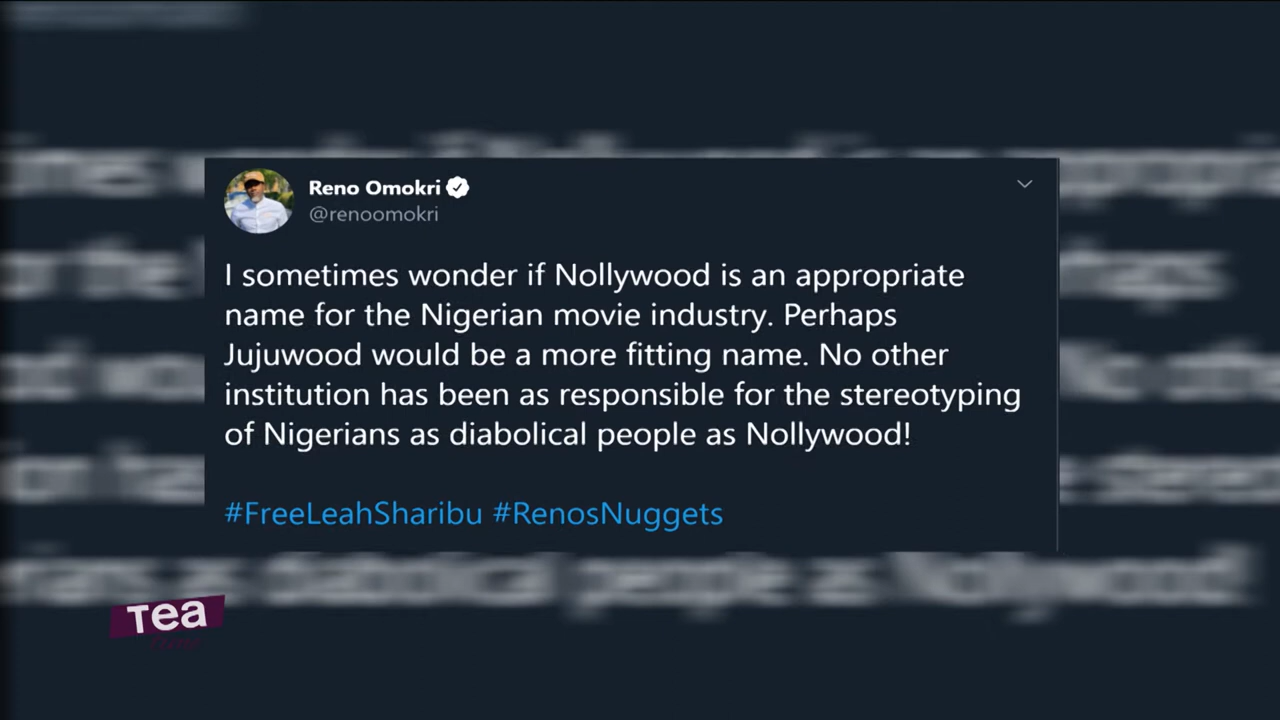 Reno Omokri
@renoomokri
I sometimes wonder if Nollywood is an appropriate
name for the Nigerian movie industry. Perhaps
Jujuwood would be a more fitting name. No other
institution has been as responsible for the stereotyping
of Nigerians as diabolical people as Nollywood!
#FreeLeahSharibu #RenosNuggets
Tea